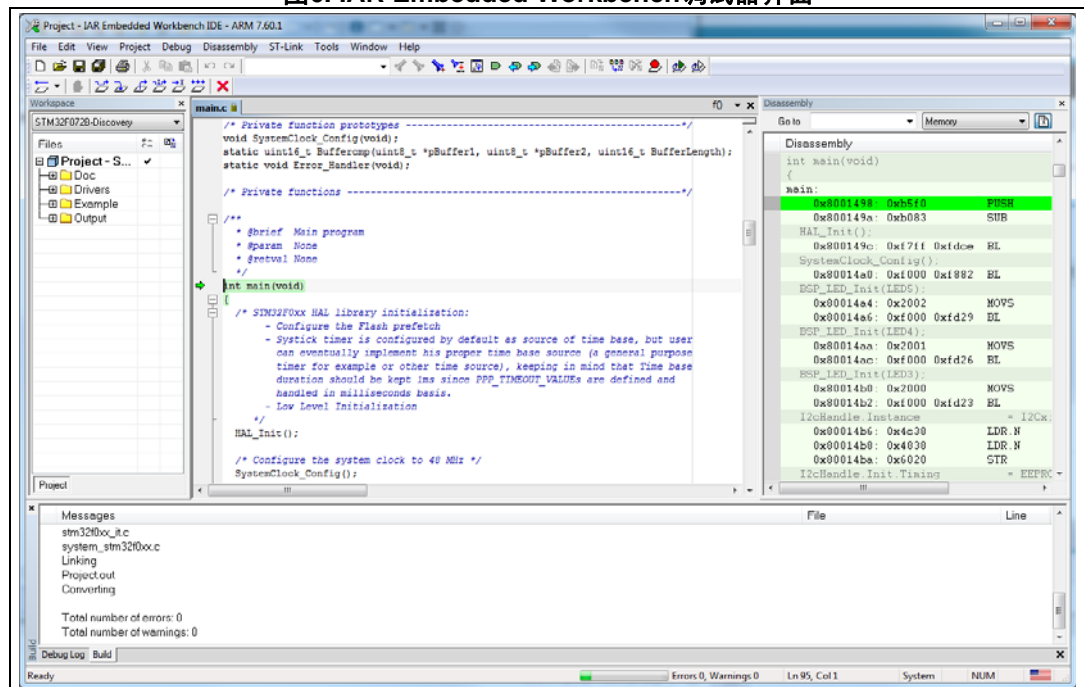 Project - IAR Embedded Workbench IDE - ARM 7.60.1
File Edit View Project Debug Disassembly ST-Link Tools Window Help
Workspace
STM32F072B-Discovery
Files
Project - S...
Doc
Drivers
Example
Output
Project
main.c
f()
/* Private function prototypes -----------------------------------------------*/
void SystemClock_Config(void);
static uint16_t Buffercmp(uint8_t *pBuffer1, uint8_t *pBuffer2, uint16_t BufferLength);
static void Error_Handler(void);
/* Private functions ---------------------------------------------------------*/
/**
* @brief Main program
* @param None
* @retval None
*/
int main(void)
{
/* STM32F0xx HAL library initialization:
- Configure the Flash prefetch
- Systick timer is configured by default as source of time base, but user
can eventually implement his proper time base source (a general purpose
timer for example or other time source), keeping in mind that Time base
duration should be kept 1ms since PPP_TIMEOUT_VALUEs are defined and
handled in milliseconds basis.
- Low Level Initialization
*/
HAL_Init();
/* Configure the system clock to 48 MHz */
SystemClock_Config();
Disassembly
Go to
Memory
Disassembly
int main(void)
{
main:
0x8001498: 0xb5f0 PUSH
0x800149a: 0xb083 SUB
HAL_Init();
0x800149c: 0xf7ff 0xfdce BL
SystemClock_Config();
0x80014a0: 0xf000 0xf882 BL
BSP_LED_Init(LED6);
0x80014a4: 0x2002 MOVS
0x80014a6: 0xf000 0xfd29 BL
BSP_LED_Init(LED4);
0x80014aa: 0x2001 MOVS
0x80014ac: 0xf000 0xfd26 BL
BSP_LED_Init(LED3);
0x80014b0: 0x2000 MOVS
0x80014b2: 0xf000 0xfd23 BL
I2cHandle.Instance = I2Cx;
0x80014b6: 0x4c30 LDR.N
0x80014b8: 0x4830 LDR.N
0x80014ba: 0x6020 STR
I2cHandle.Init.Timing = EEPRO
Messages File Line
stm32f0xx_it.c
system_stm32f0xx.c
Linking
Project.out
Converting
Total number of errors: 0
Total number of warnings: 0
Build
Debug Log Build
Ready Errors 0, Warnings 0 Ln 95, Col 1 System NUM